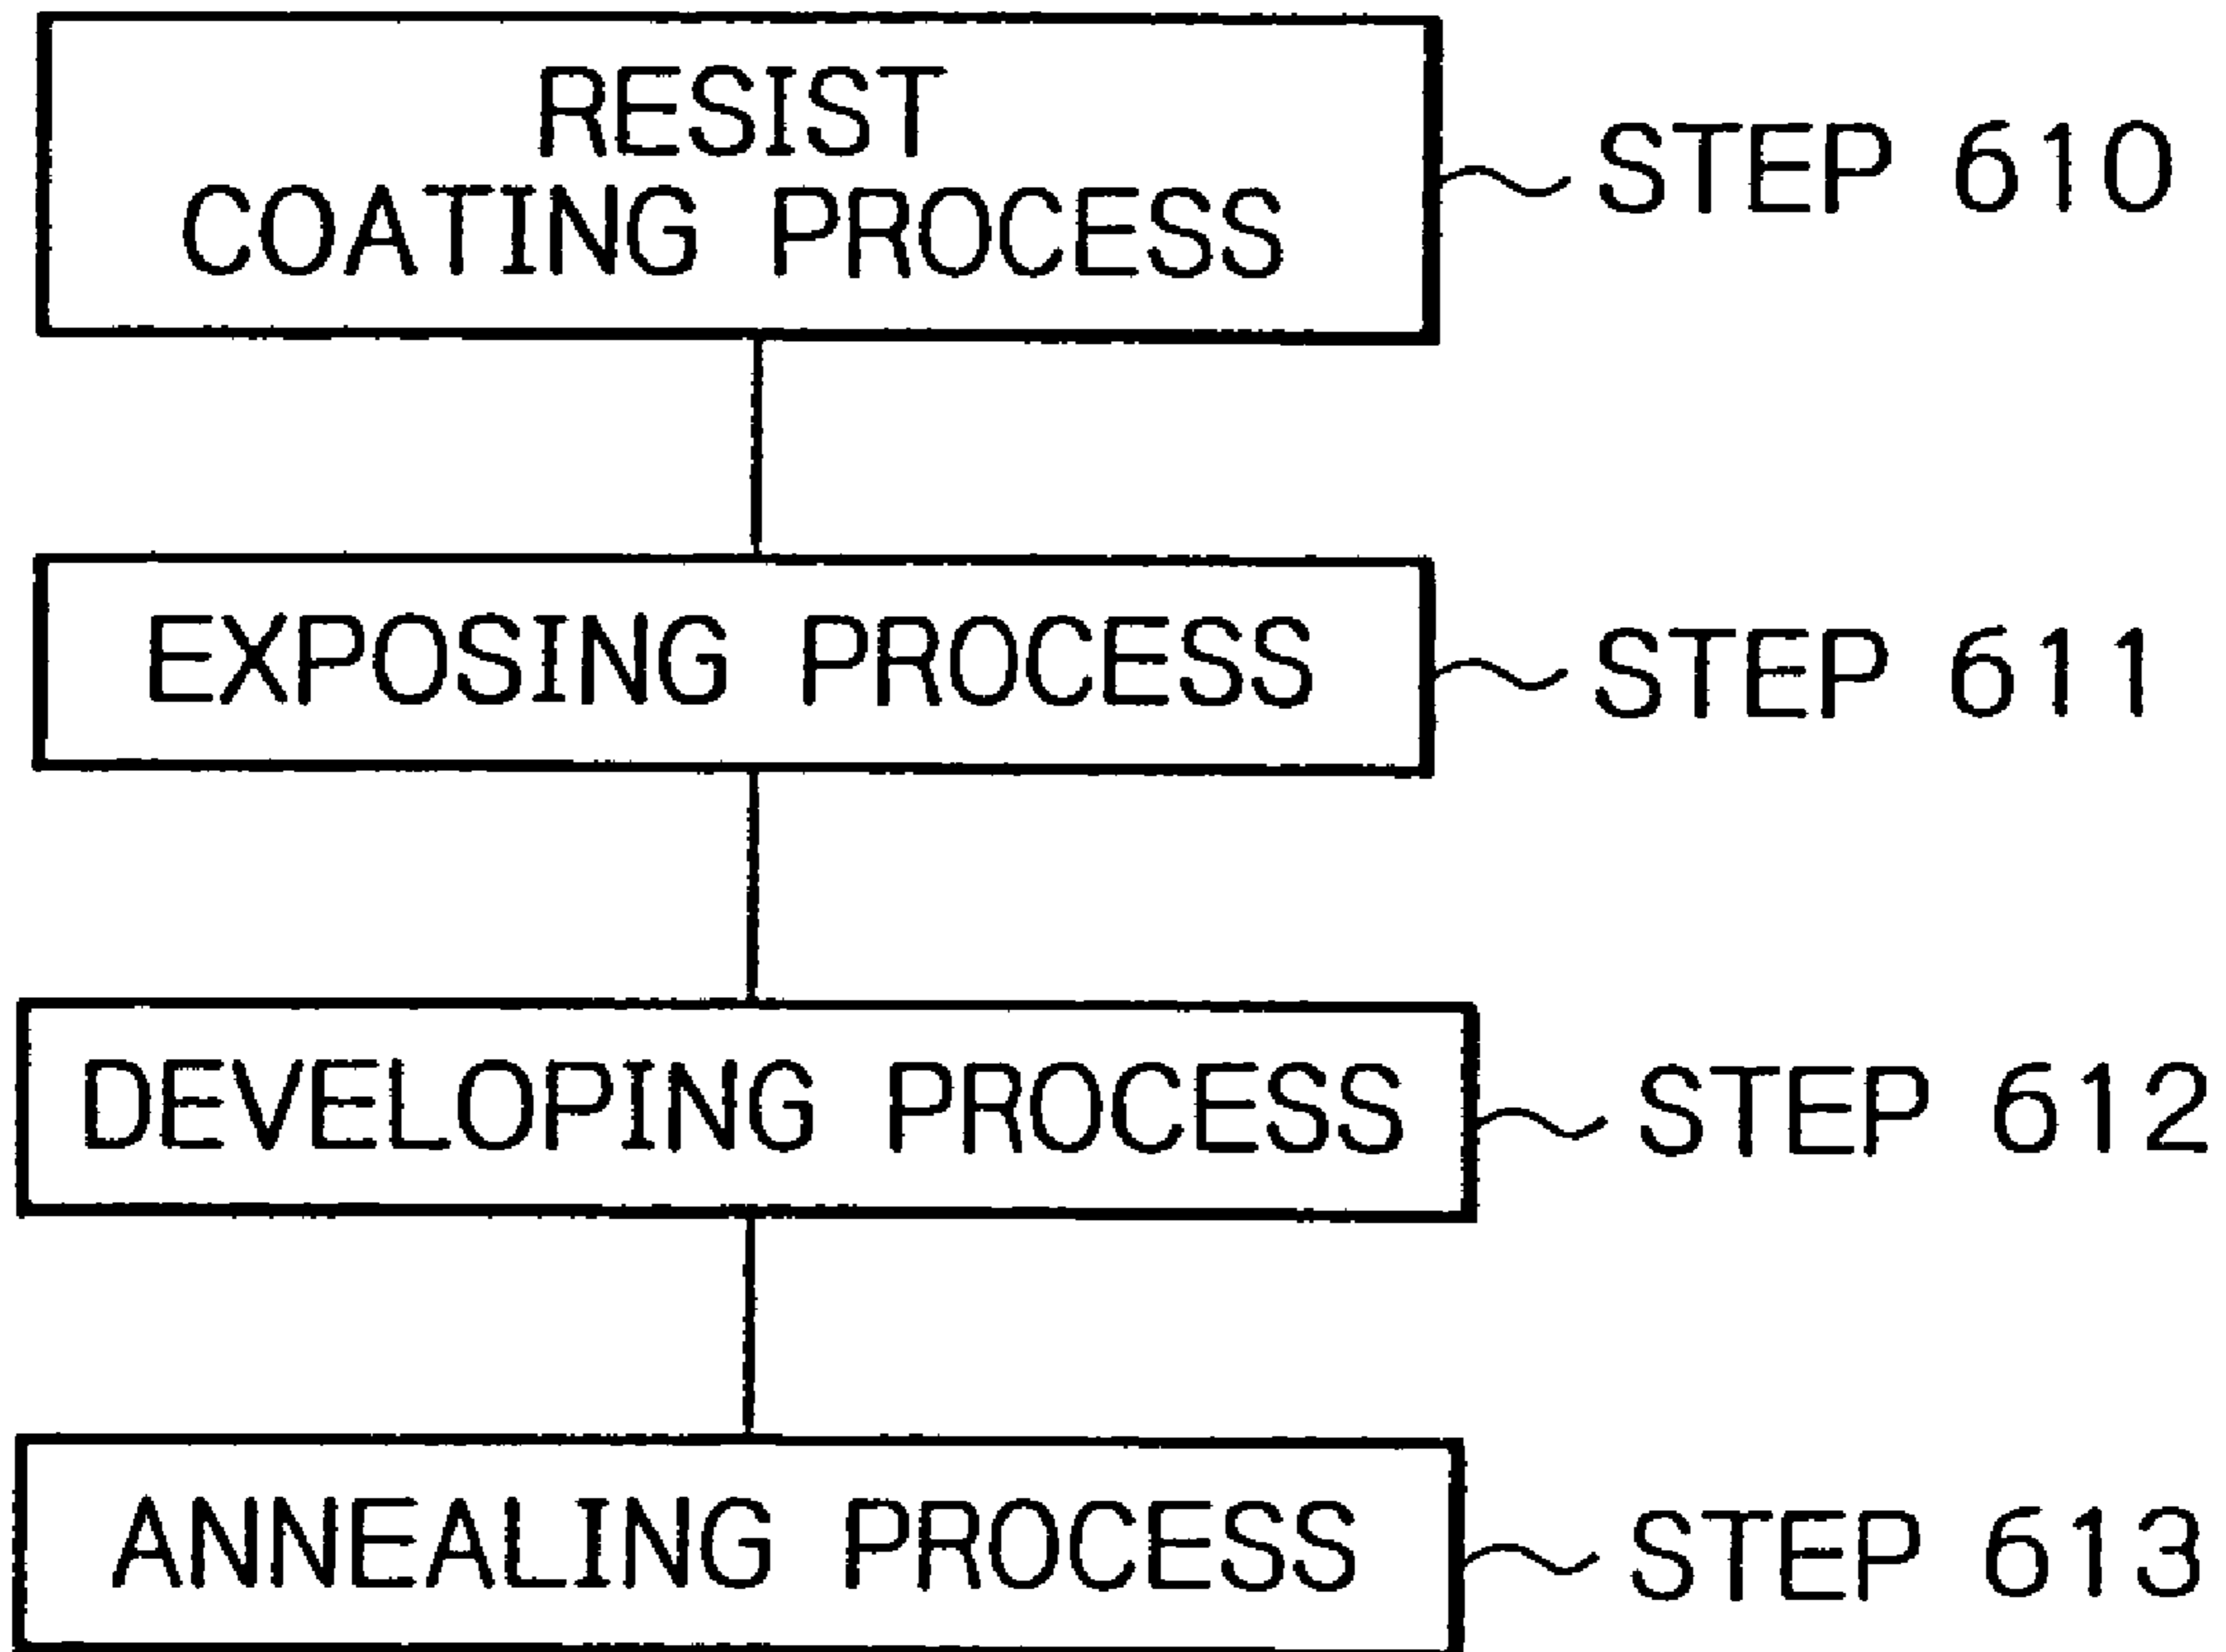 RESIST
COATING PROCESS
STEP 610
EXPOSING PROCESS
STEP 611
DEVELOPING PROCESS
STEP 612
ANNEALING PROCESS
STEP 613